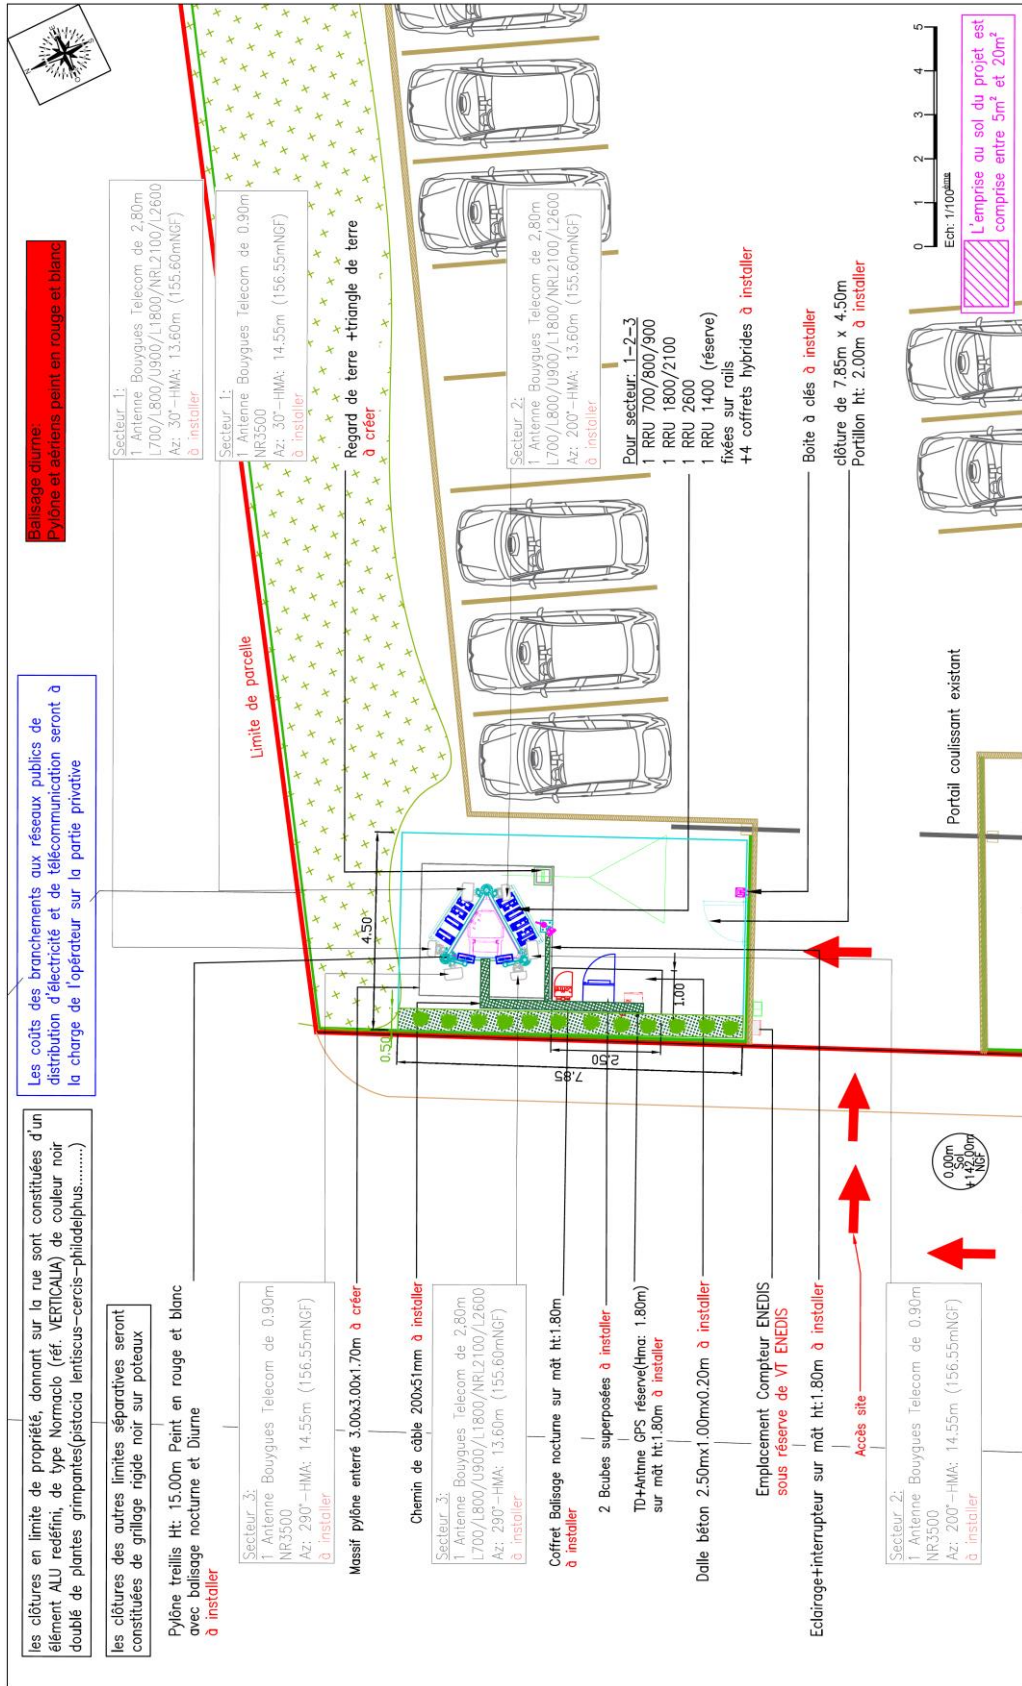 les clôtures en limite de propriété, donnant sur la rue sont constituées d'un
élement ALU redéfini, de type Normaclo (réf. VERTICALIA) de couleur noir
doublé de plantes grimpantes(pistacia lentiscus-cercis-philadelphus.........)
les clôtures des autres limites séparatives seront
constituées de grillage rigide noir sur poteaux
Pylône treillis Ht: 15.00m Peint en rouge et blanc
avec balisage nocturne et Diurne
à installer
Secteur 3:
1 Antenne Bouygues Telecom de 0.90m
NR3500
Az: 290°-HMA: 14.55m (156.55mNGF)
à installer
Massif pylône enterré 3.00x3.00x1.70m à créer
Chemin de câble 200x51mm à installer
Secteur 3:
1 Antenne Bouygues Telecom de 2,80m
L700/L800/U900/L1800/NRL2100/L2600
Az: 290°-HMA: 13.60m (155.60mNGF)
à installer
Coffret Balisage nocturne sur mât ht:1.80m
à installer
2 Boubes superposées à installer
TD+Antnne GPS réserve(Hma: 1.80m)
sur mât ht:1.80m à installer
Dalle béton 2.50mx1.00mx0.20m à installer
Emplacement Compteur ENEDIS
sous réserve de VT ENEDIS
Eclairage+interrupteur sur mât ht:1.80m à installer
Accès site
Secteur 2:
1 Antenne Bouygues Telecom de 0.90m
NR3500
Az: 200°-HMA: 14.55m (156.55mNGF)
à installer
Les coûts des branchements aux réseaux publics de
distribution d'électricité et de télécommunication seront à
la charge de l'opérateur sur la partie privative
Limite de parcelle
4.50
0.50
7.85
2.50
1.00
0.00m
Sol
+142.00m
NGF
Balisage diurne:
Pylône et aériens peint en rouge et blanc
Secteur 1:
1 Antenne Bouygues Telecom de 2,80m
L700/L800/U900/L1800/NRL2100/L2600
Az: 30°-HMA: 13.60m (155.60mNGF)
à installer
Secteur 1:
1 Antenne Bouygues Telecom de 0.90m
NR3500
Az: 30°-HMA: 14.55m (156.55mNGF)
à installer
Regard de terre +triangle de terre
à créer
Secteur 2:
1 Antenne Bouygues Telecom de 2,80m
L700/L800/U900/L1800/NRL2100/L2600
Az: 200°-HMA: 13.60m (155.60mNGF)
à installer
Pour secteur: 1-2-3
1 RRU 700/800/900
1 RRU 1800/2100
1 RRU 2600
1 RRU 1400 (réserve)
fixées sur rails
+4 coffrets hybrides à installer
Boite à clés à installer
clôture de 7.85m x 4.50m
Portillon ht: 2.00m à installer
Portail coulissant existant
0 1 2 3 4 5
Ech: 1/100ème
L'emprise au sol du projet est
comprise entre 5m² et 20m²